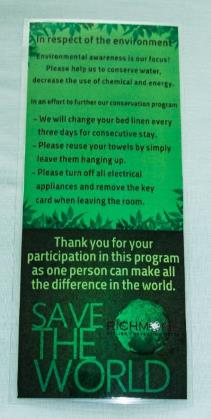 In respect of the environment
Environmental awareness is our focus!
Please help us to conserve water,
decrease the use of chemical and energy.
In an effort to further our conservation program
- We will change your bed linen every
three days for consecutive stay.
- Please reuse your towels by simply
leave them hanging up.
- Please turn off all electrical
appliances and remove the key
card when leaving the room.
Thank you for your
participation in this program
as one person can make all
the difference in the world.
SAVE
THE
WORLD